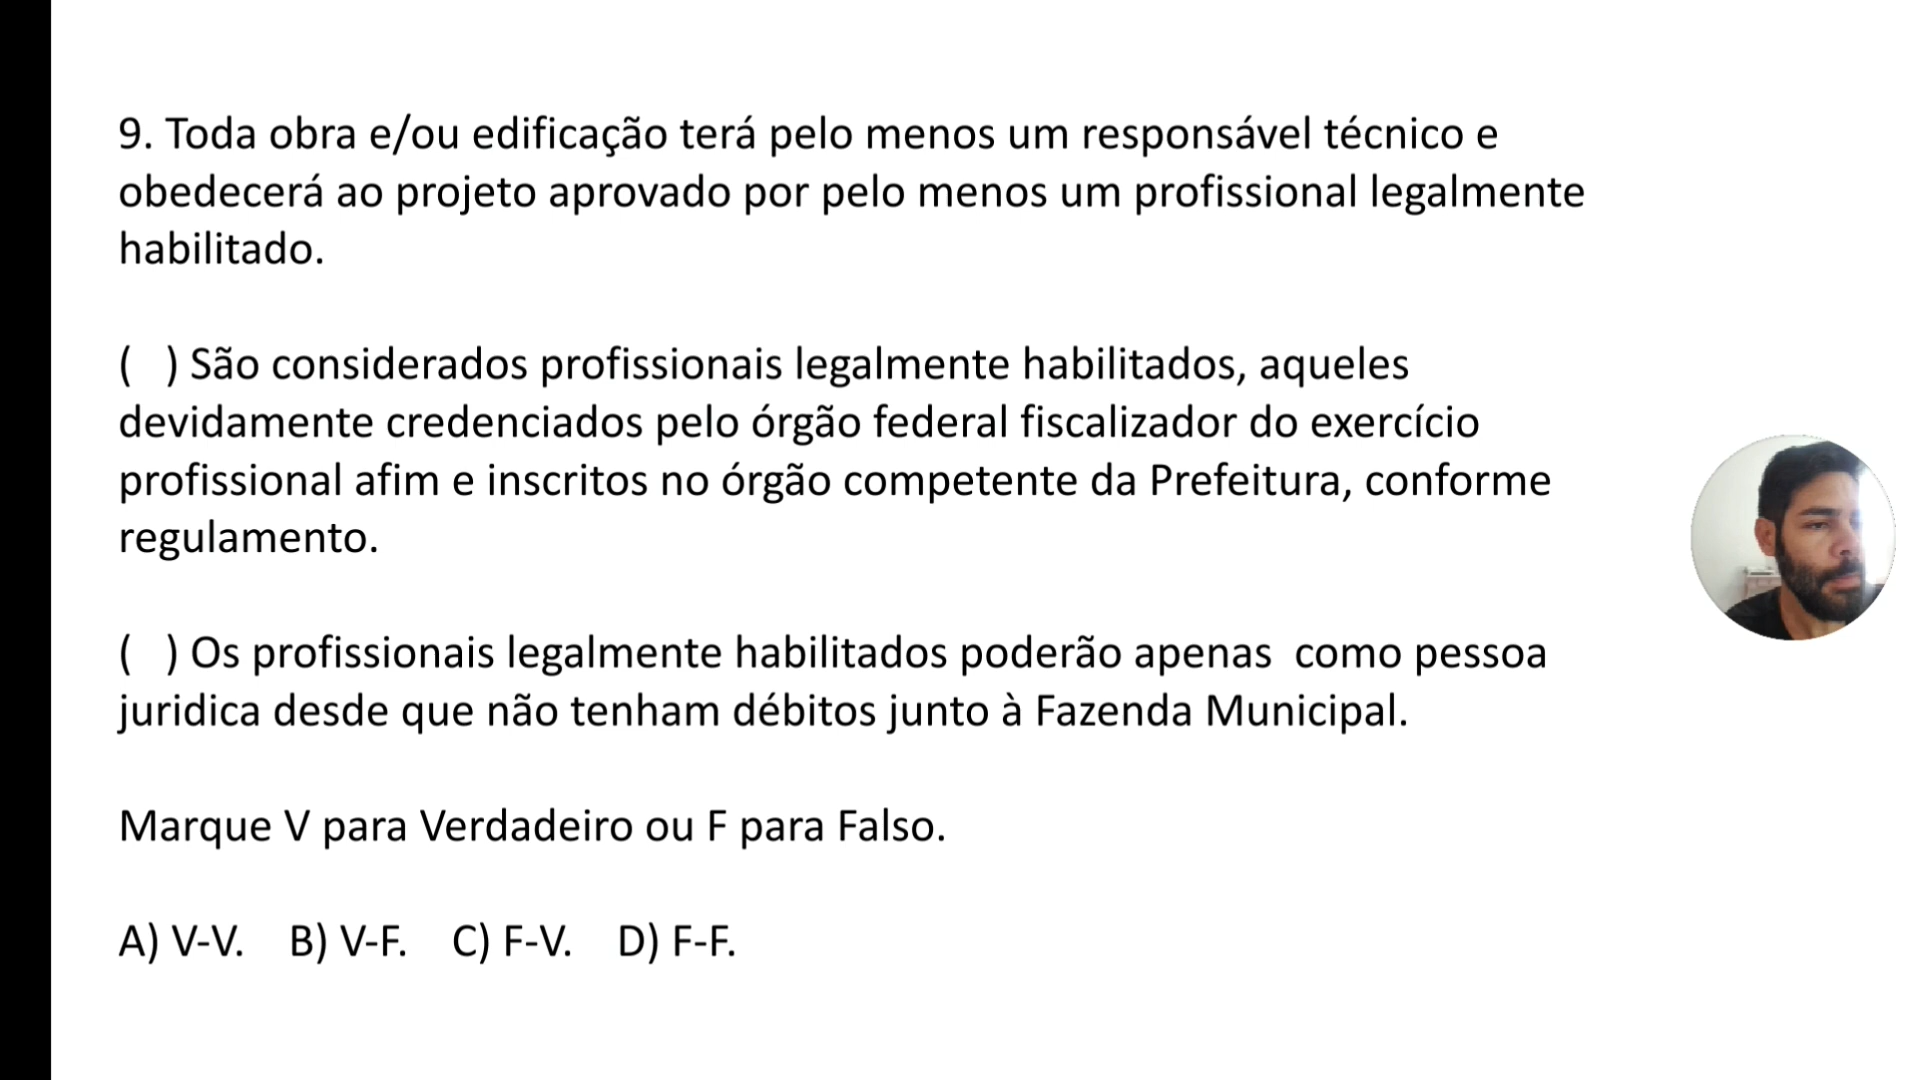 9. Toda obra e/ou edificação terá pelo menos um responsável técnico e
obedecerá ao projeto aprovado por pelo menos um profissional legalmente
habilitado.
( ) São considerados profissionais legalmente habilitados, aqueles
devidamente credenciados pelo órgão federal fiscalizador do exercício
profissional afim e inscritos no órgão competente da Prefeitura, conforme
regulamento.
( ) Os profissionais legalmente habilitados poderão apenas como pessoa
juridica desde que não tenham débitos junto à Fazenda Municipal.
Marque V para Verdadeiro ou F para Falso.
A) V-V. B) V-F. C) F-V. D) F-F.